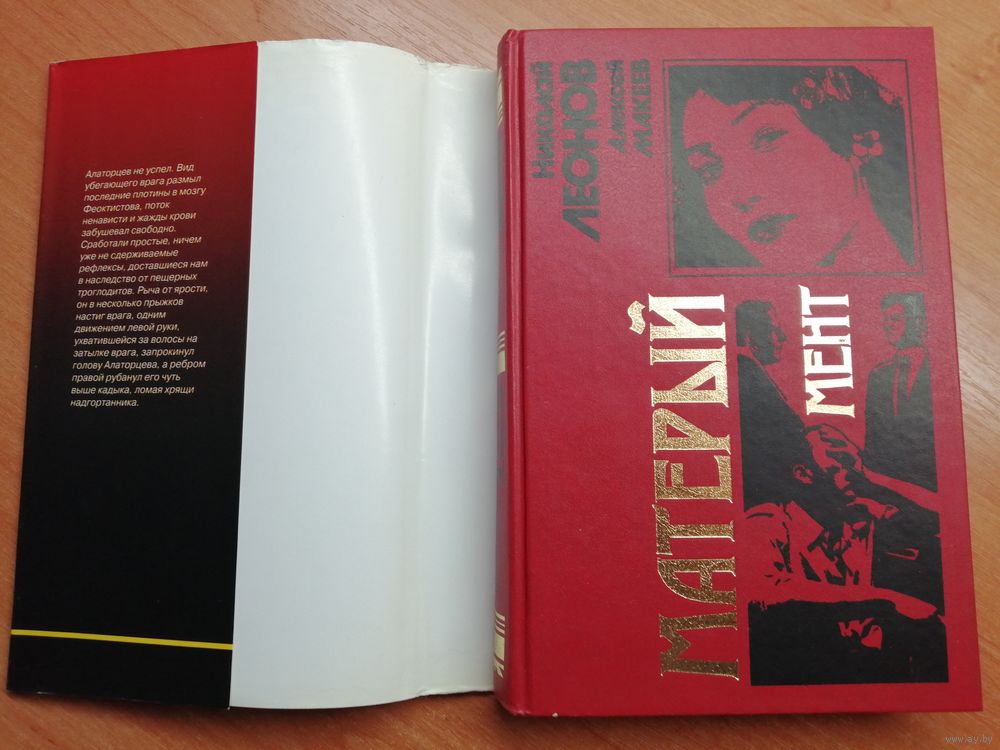 Алаторцев не успел. Вид
убегающего врага размыл
последние плотины в мозгу
Феоктистова, поток
ненависти и жажды крови
забушевал свободно.
Сработали простые, ничем
уже не сдерживаемые
рефлексы, доставшиеся нам
в наследство от пещерных
троглодитов. Рыча от ярости,
он в несколько прыжков
настиг врага, одним
движением левой руки,
ухватившейся за волосы на
затылке врага, запрокинул
голову Алаторцева, а ребром
правой рубанул его чуть
выше кадыка, ломая хрящи
надгортанника.
Николай
ЛЕОНОВ
Алексей
МАКЕЕВ
МАТЕРЫЙ
МЕНТ
www.ay.by